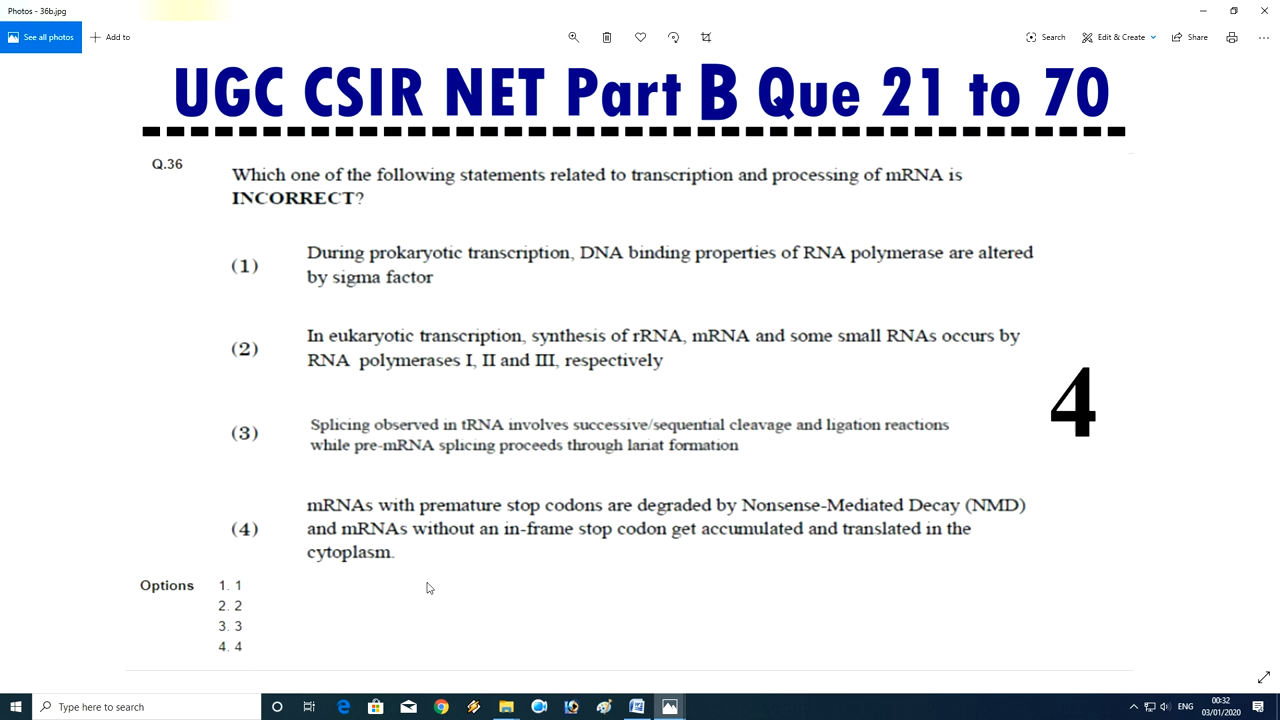 Photos - 36b.jpg
See all photos
Add to
Search
Edit & Create
Share
UGC CSIR NET Part B Que 21 to 70
Q.36
Which one of the following statements related to transcription and processing of mRNA is
INCORRECT?
(1)
During prokaryotic transcription, DNA binding properties of RNA polymerase are altered
by sigma factor
(2)
In eukaryotic transcription, synthesis of rRNA, mRNA and some small RNAs occurs by
RNA polymerases I, II and III, respectively
4
(3)
Splicing observed in tRNA involves successive/sequential cleavage and ligation reactions
while pre-mRNA splicing proceeds through lariat formation
(4)
mRNAs with premature stop codons are degraded by Nonsense-Mediated Decay (NMD)
and mRNAs without an in-frame stop codon get accumulated and translated in the
cytoplasm.
Options
1. 1
2. 2
3. 3
4. 4
Type here to search
ENG
00:32
03/01/2020